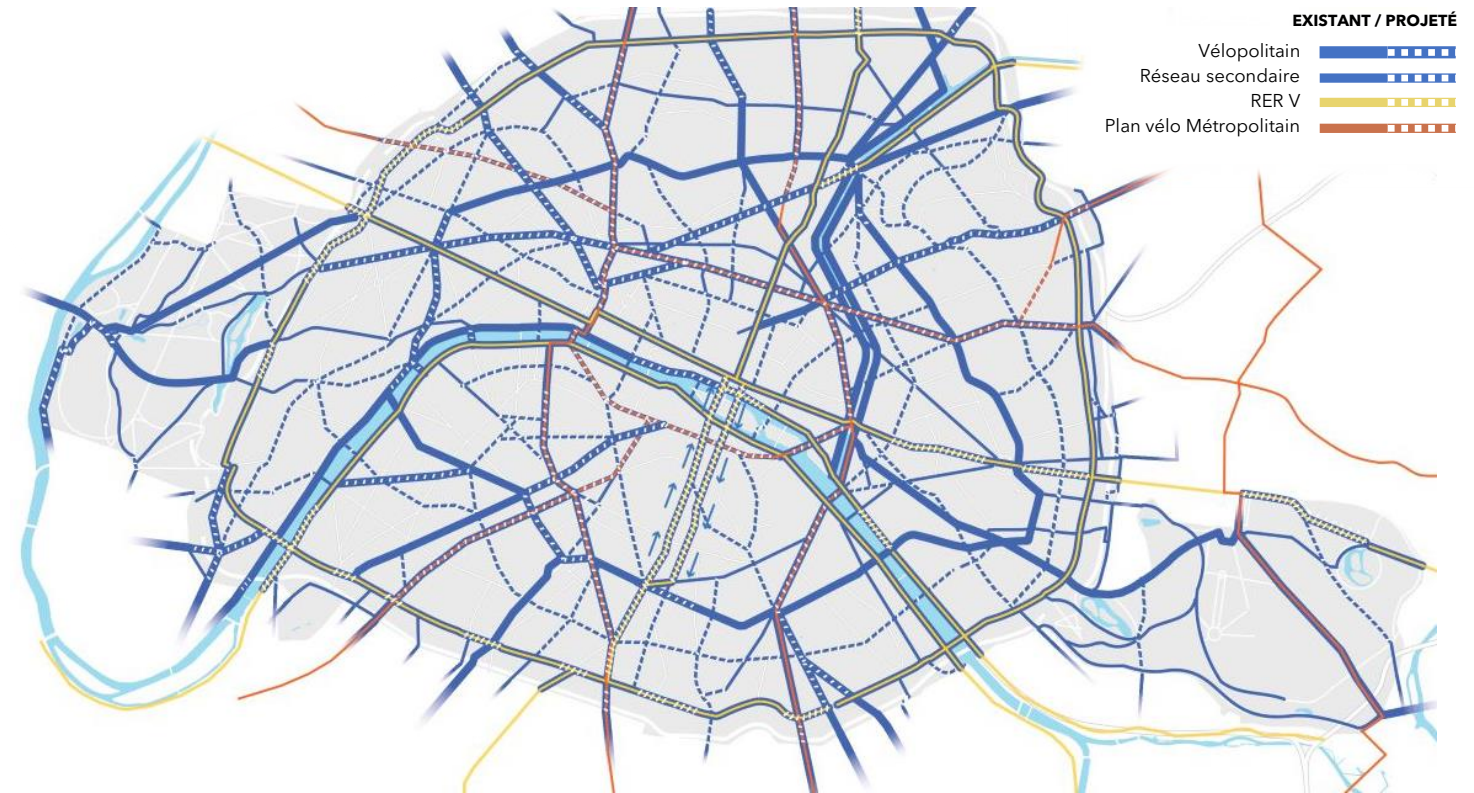 EXISTANT / PROJETÉ
Vélopolitain
Réseau secondaire
RER V
Plan vélo Métropolitain